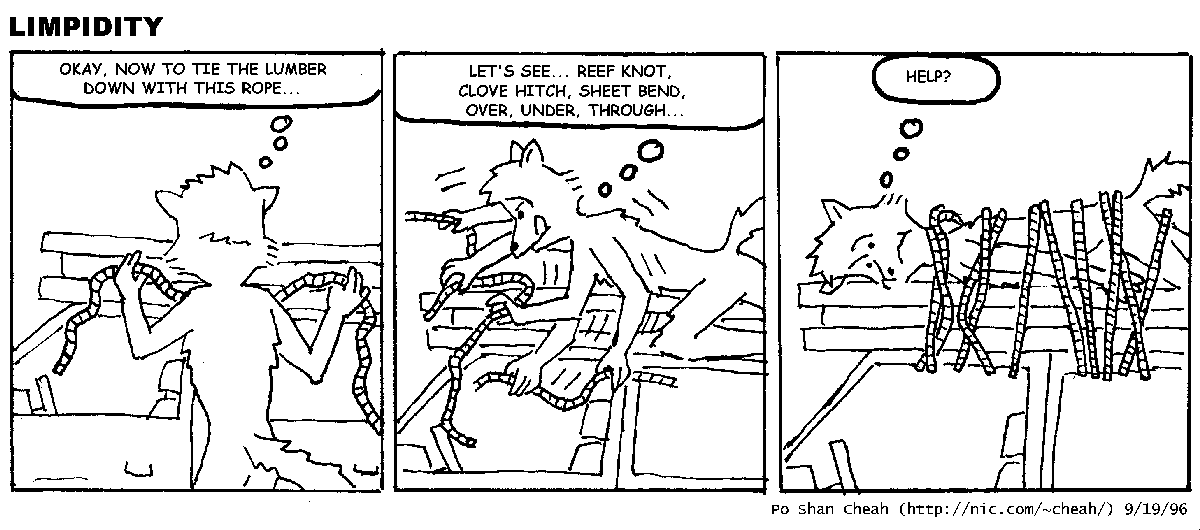 LIMPIDITY
OKAY, NOW TO TIE THE LUMBER
DOWN WITH THIS ROPE...
LET'S SEE... REEF KNOT,
CLOVE HITCH, SHEET BEND,
OVER, UNDER, THROUGH...
HELP?
Po Shan Cheah (http://nic.com/~cheah/) 9/19/96